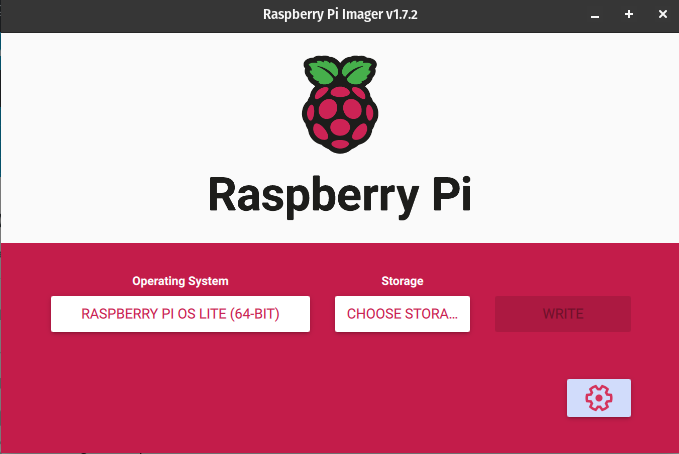 Raspberry Pi Imager v1.7.2
Raspberry Pi
Operating System
Storage
RASPBERRY PI OS LITE (64-BIT)
CHOOSE STORA...
WRITE